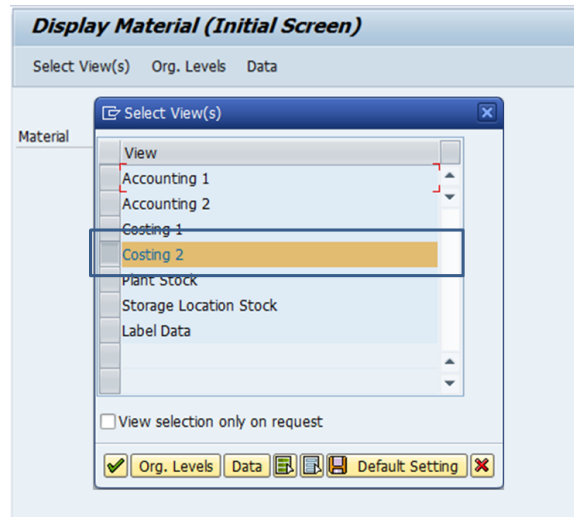 Display Material (Initial Screen)
Select View(s) Org. Levels Data
Select View(s)
Material
View
Accounting 1
Accounting 2
Costing 1
Costing 2
Plant Stock
Storage Location Stock
Label Data
View selection only on request
Org. Levels Data Default Setting